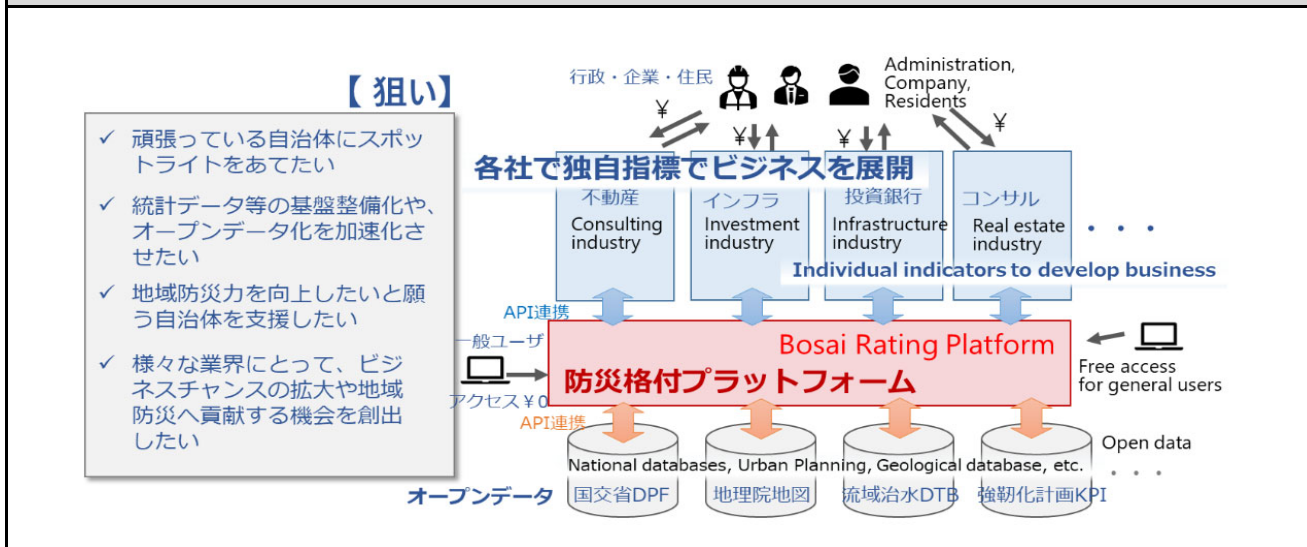 【 狙い】
✓ 頑張っている自治体にスポッ
トライトをあてたい
✓ 統計データ等の基盤整備化や、
オープンデータ化を加速化さ
せたい
✓ 地域防災力を向上したいと願
う自治体を支援したい
✓ 様々な業界にとって、ビジ
ネスチャンスの拡大や地域
防災へ貢献する機会を創出
したい
行政・企業・住民
Administration,
Company,
Residents
¥
¥
¥
¥
各社で独自指標でビジネスを展開
不動産
Consulting
industry
インフラ
Investment
industry
投資銀行
Infrastructure
industry
コンサル
Real estate
industry
・・・
Individual indicators to develop business
API連携
一般ユーザ
アクセス¥0
Bosai Rating Platform
防災格付プラットフォーム
Free access
for general users
API連携
Open data
・・・
National databases, Urban Planning, Geological database, etc.
オープンデータ
国交省DPF
地理院地図
流域治水DTB
強靭化計画KPI